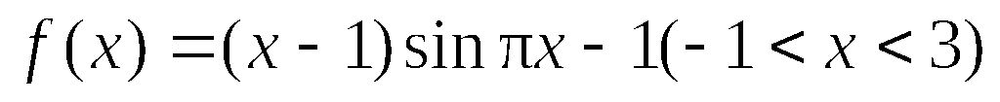 f(x) = (x - 1) sin πx - 1(- 1 < x < 3)